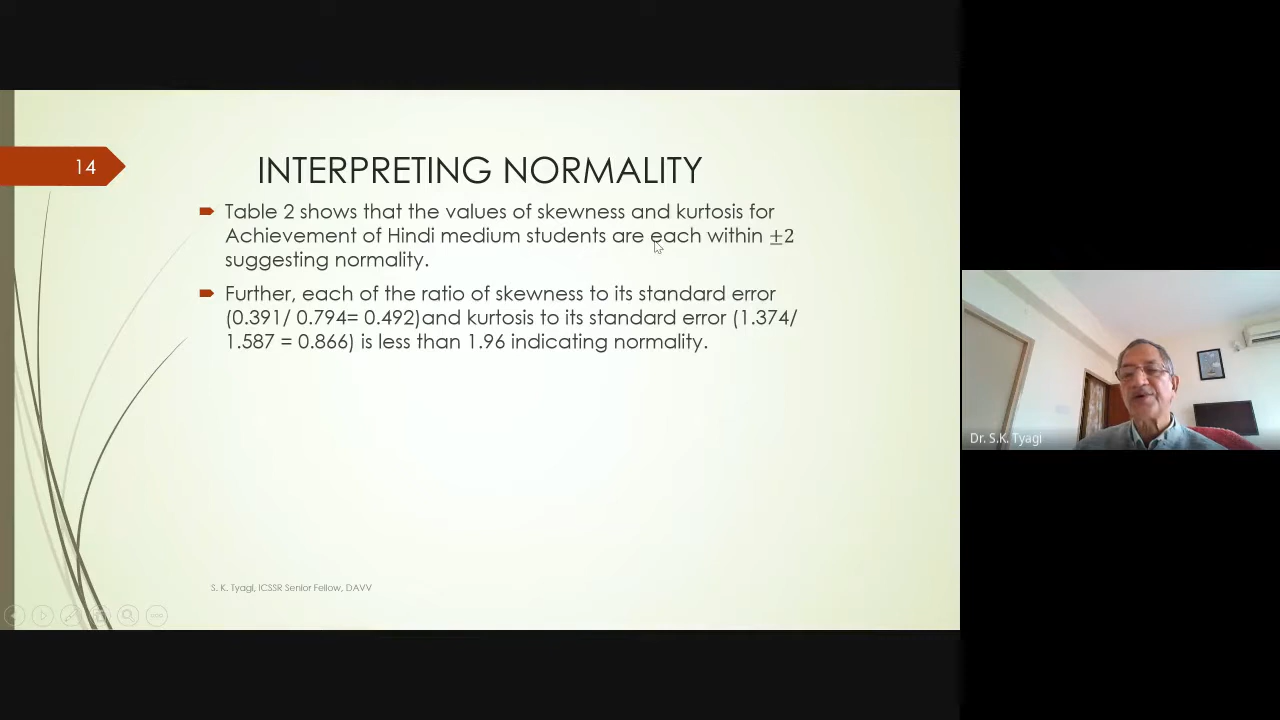 14
INTERPRETING NORMALITY
Table 2 shows that the values of skewness and kurtosis for
Achievement of Hindi medium students are each within ±2
suggesting normality.
Further, each of the ratio of skewness to its standard error
(0.391/ 0.794= 0.492)and kurtosis to its standard error (1.374/
1.587 = 0.866) is less than 1.96 indicating normality.
S. K. Tyagi, ICSSR Senior Fellow, DAVV
Dr. S.K. Tyagi